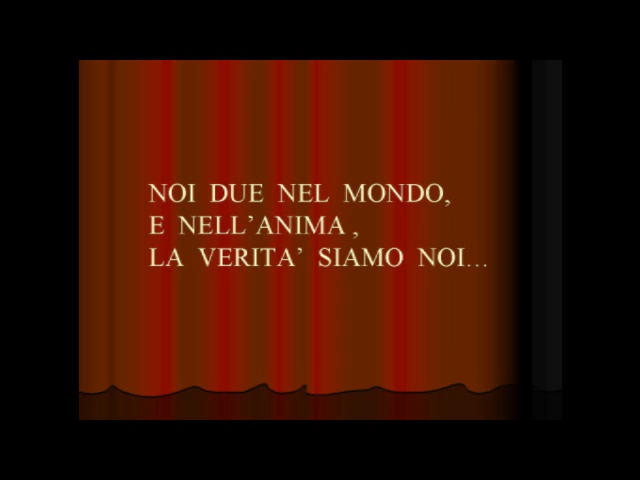 NOI DUE NEL MONDO,
E NELL'ANIMA ,
LA VERITA' SIAMO NOI...